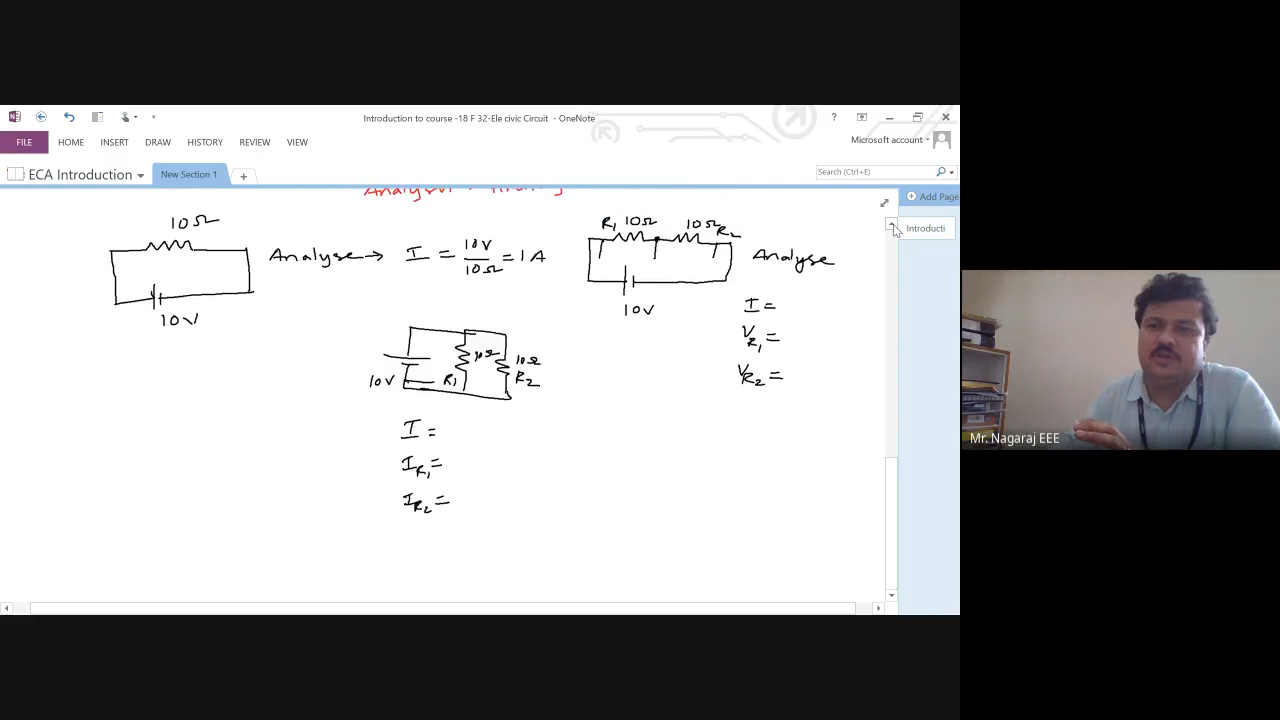 Introduction to course -18 F 32-Ele civic Circuit - OneNote
FILE HOME INSERT DRAW HISTORY REVIEW VIEW
Microsoft account
ECA Introduction
New Section 1
Search (Ctrl+E)
Add Page
Introducti
10Ω
10V
Analyse → I = 10V/10Ω = 1A
R1 10Ω 10Ω R2
10V
Analyse
I =
VR1 =
VR2 =
10V R1 10Ω 10Ω R2
I =
IR1 =
IR2 =
Mr. Nagaraj EEE